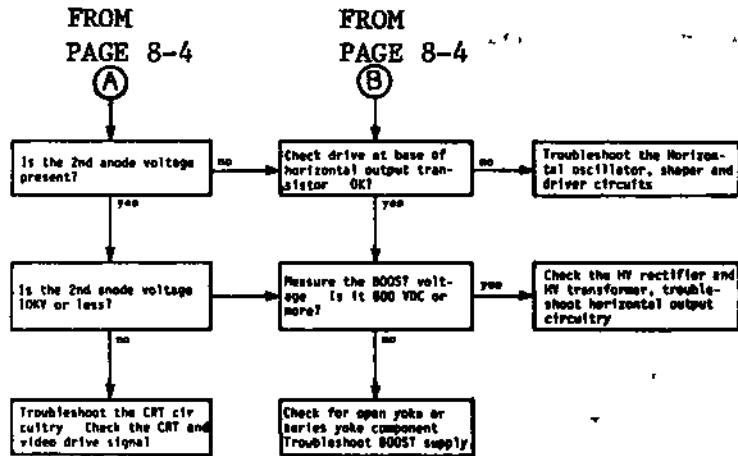 FROM
PAGE 8-4
A
FROM
PAGE 8-4
B
Is the 2nd anode voltage
present?
no
Check drive at base of
horizontal output tran-
sistor OK?
no
Troubleshoot the Horizon-
tal oscillator, shaper and
driver circuits
yes
yes
Is the 2nd anode voltage
10KV or less?
Measure the BOOST volt-
age Is it 600 VDC or
more?
yes
Check the HV rectifier and
HV transformer, trouble-
shoot horizontal output
circuitry
no
no
Troubleshoot the CRT cir
cuitry Check the CRT and
video drive signal
Check for open yoke or
series yoke component
Troubleshoot BOOST supply